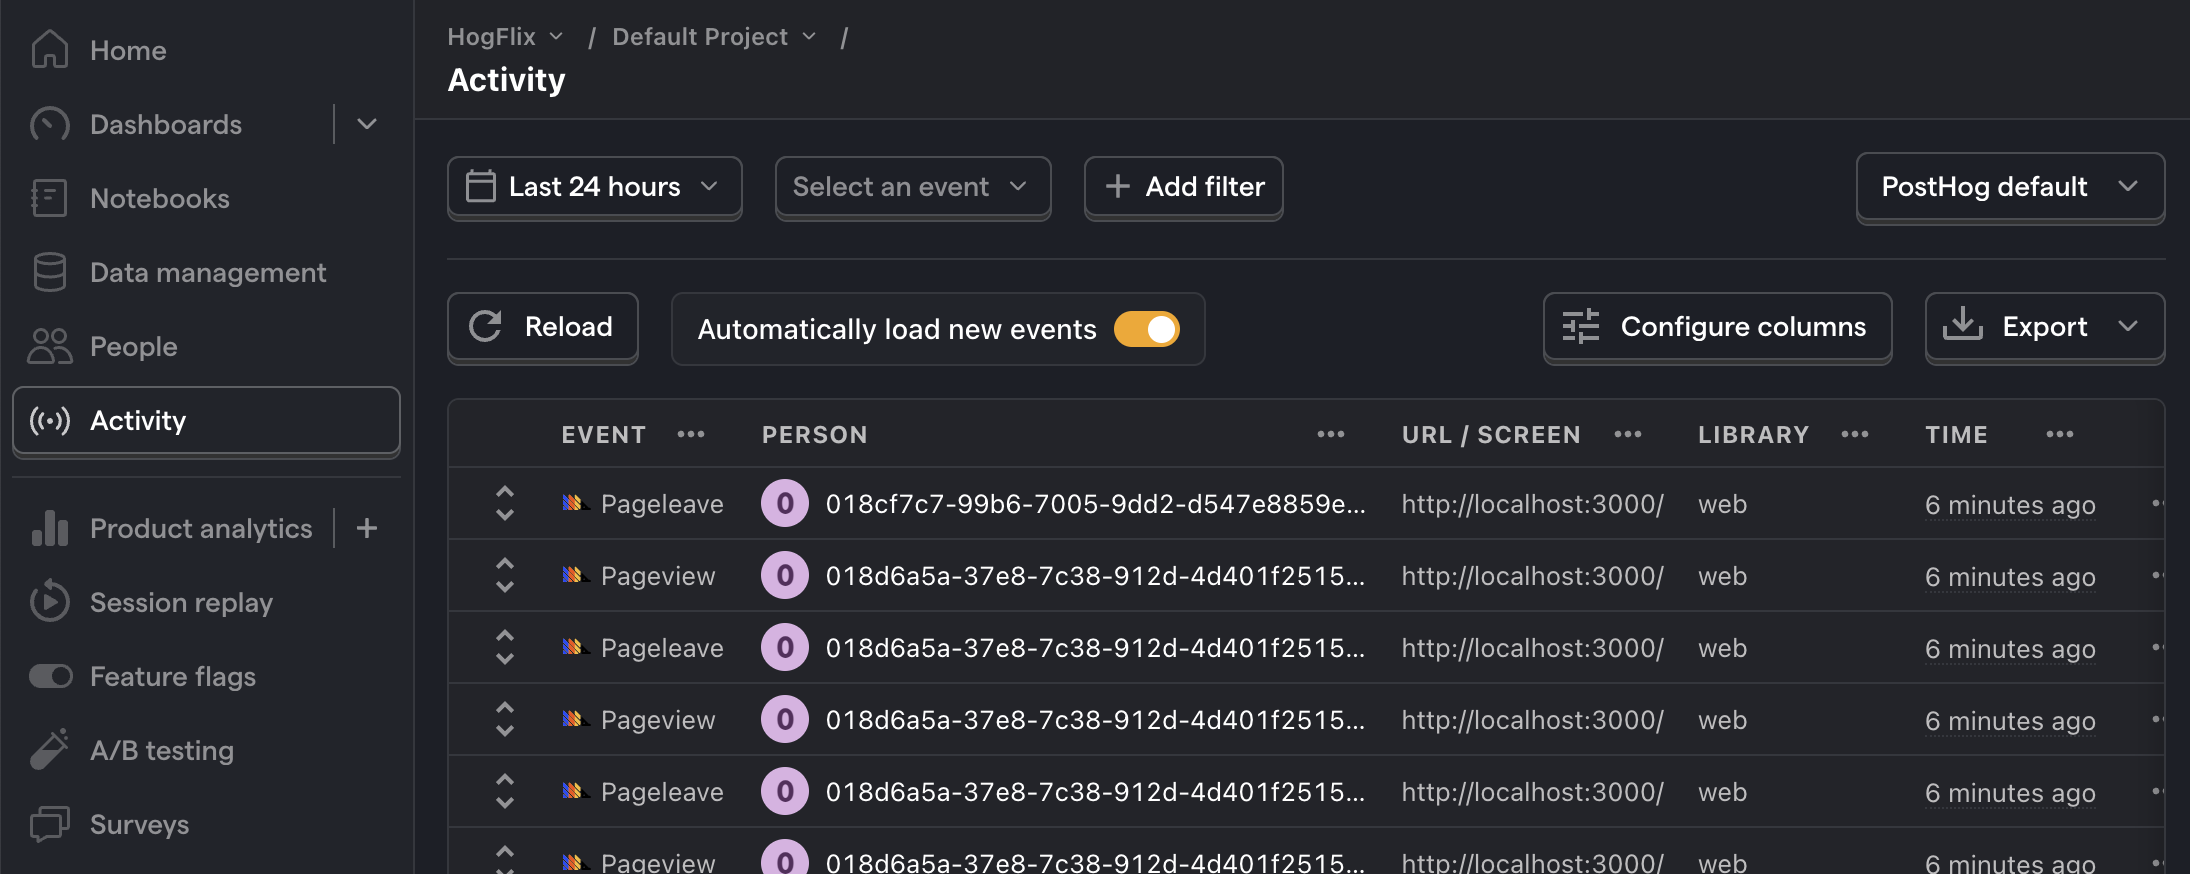 Home
Dashboards
Notebooks
Data management
People
Activity
Product analytics
Session replay
Feature flags
A/B testing
Surveys
HogFlix / Default Project /
Activity
Last 24 hours Select an event + Add filter PostHog default
Reload Automatically load new events Configure columns Export
EVENT ••• PERSON ••• URL / SCREEN ••• LIBRARY ••• TIME •••
Pageleave 0 018cf7c7-99b6-7005-9dd2-d547e8859e... http://localhost:3000/ web 6 minutes ago
Pageview 0 018d6a5a-37e8-7c38-912d-4d401f2515... http://localhost:3000/ web 6 minutes ago
Pageleave 0 018d6a5a-37e8-7c38-912d-4d401f2515... http://localhost:3000/ web 6 minutes ago
Pageview 0 018d6a5a-37e8-7c38-912d-4d401f2515... http://localhost:3000/ web 6 minutes ago
Pageleave 0 018d6a5a-37e8-7c38-912d-4d401f2515... http://localhost:3000/ web 6 minutes ago
Pageview 0 018d6a5a-37e8-7c38-912d-4d401f2515... http://localhost:3000/ web 6 minutes ago